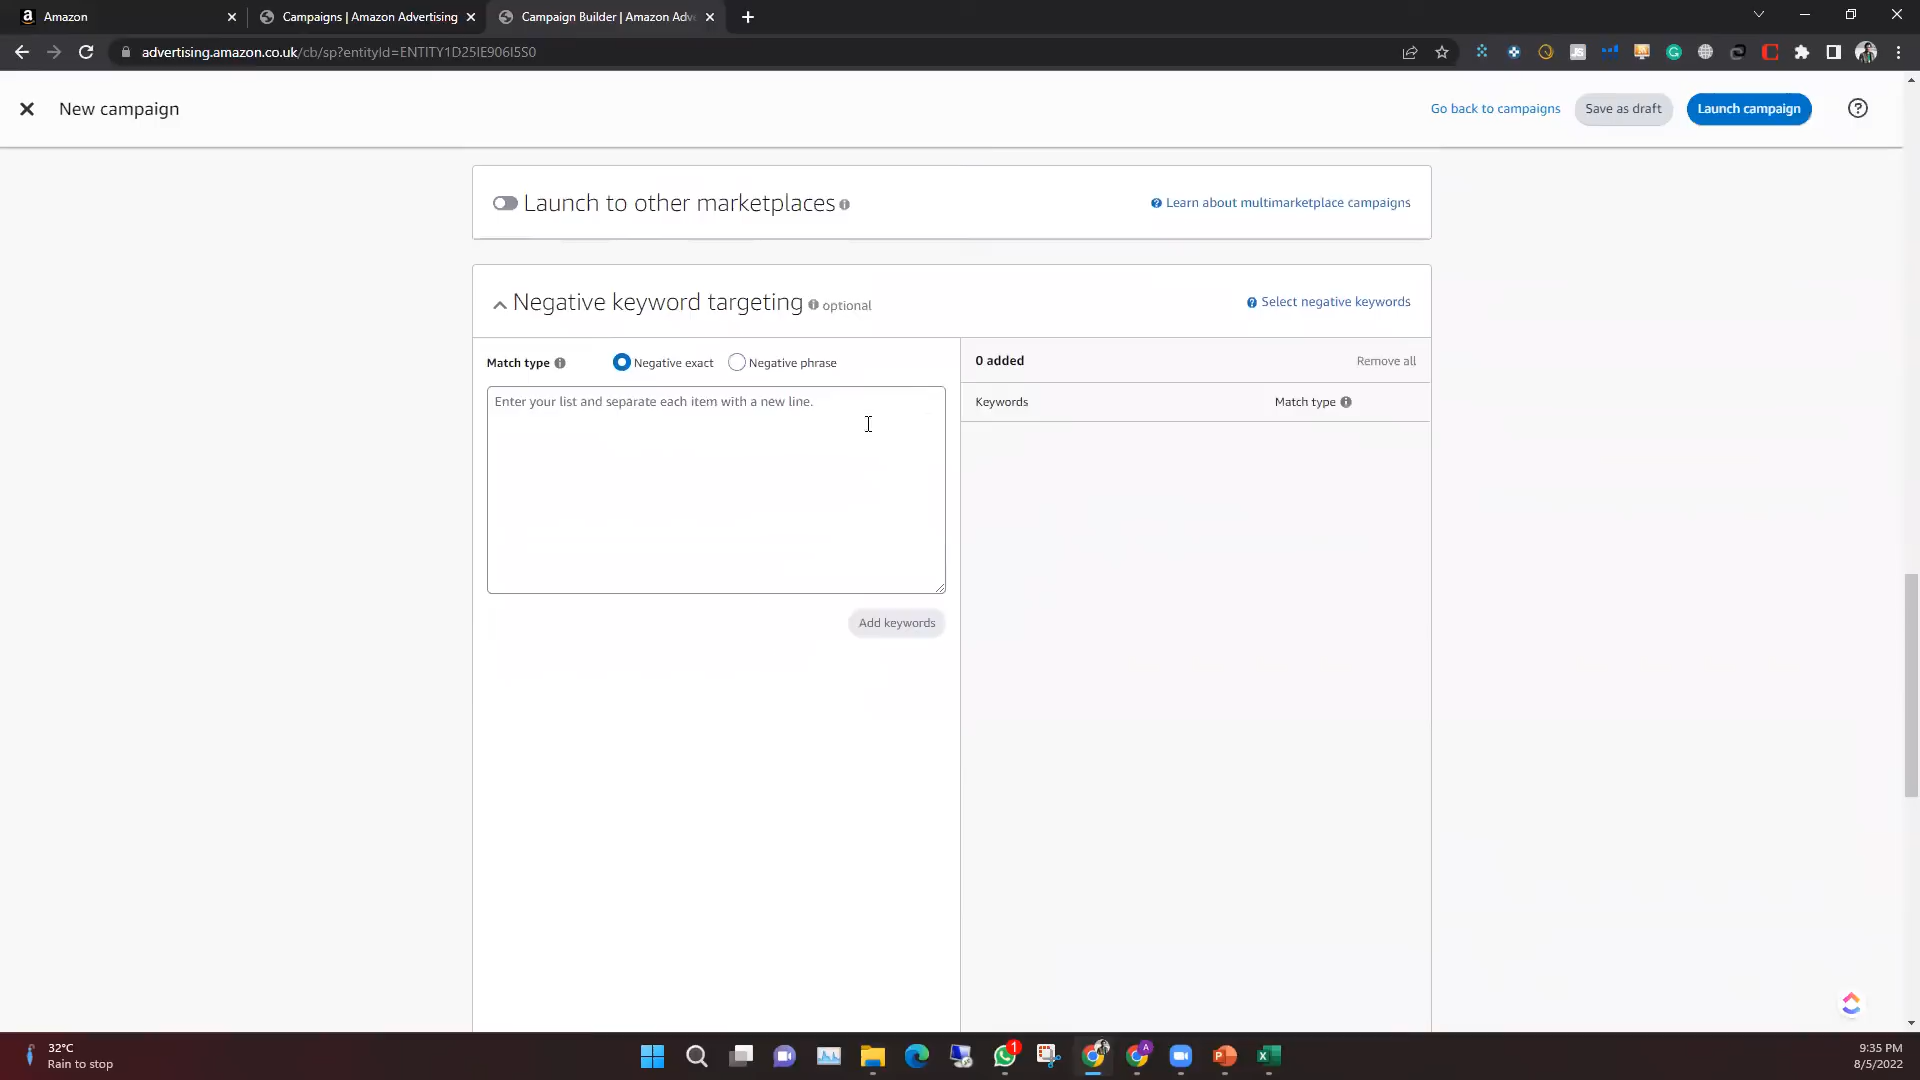 Amazon
Campaigns | Amazon Advertising
Campaign Builder | Amazon Adv
advertising.amazon.co.uk/cb/sp?entityId=ENTITY1D25IE906I5S0
New campaign
Go back to campaigns
Save as draft
Launch campaign
Launch to other marketplaces
Learn about multimarketplace campaigns
Negative keyword targeting optional
Select negative keywords
Match type
Negative exact
Negative phrase
0 added
Remove all
Enter your list and separate each item with a new line.
Keywords
Match type
Add keywords
32°C
Rain to stop
1
A
9:35 PM
8/5/2022